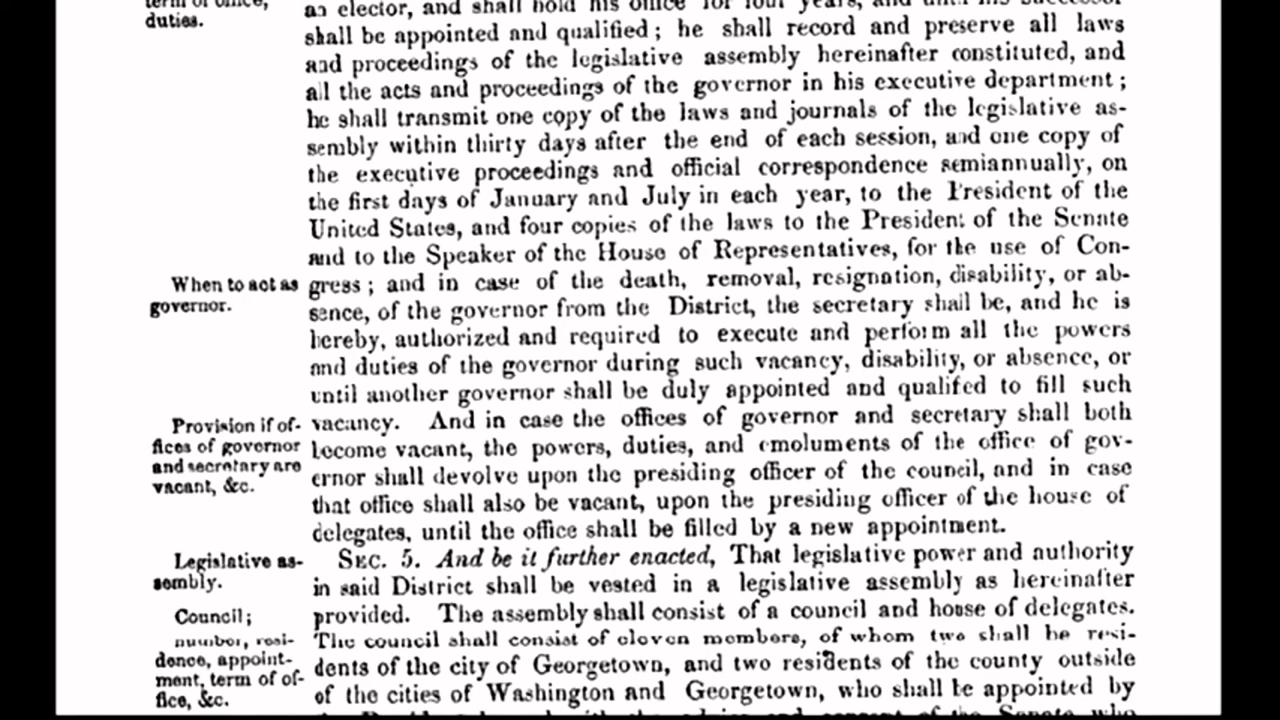 term of office,
duties.
an elector, and shall hold his office for four years, and until his successor
shall be appointed and qualified; he shall record and preserve all laws
and proceedings of the legislative assembly hereinafter constituted, and
all the acts and proceedings of the governor in his executive department;
he shall transmit one copy of the laws and journals of the legislative as-
sembly within thirty days after the end of each session, and one copy of
the executive proceedings and official correspondence semiannually, on
the first days of January and July in each year, to the President of the
United States, and four copies of the laws to the President of the Senate
and to the Speaker of the House of Representatives, for the use of Con-
When to act as
governor.
gress; and in case of the death, removal, resignation, disability, or ab-
sence, of the governor from the District, the secretary shall be, and he is
hereby, authorized and required to execute and perform all the powers
and duties of the governor during such vacancy, disability, or absence, or
until another governor shall be duly appointed and qualifed to fill such
Provision if of-
fices of governor
and secretary are
vacant, &c.
vacancy. And in case the offices of governor and secretary shall both
become vacant, the powers, duties, and emoluments of the office of gov-
ernor shall devolve upon the presiding officer of the council, and in case
that office shall also be vacant, upon the presiding officer of the house of
delegates, until the office shall be filled by a new appointment.
Legislative as-
sembly.
SEC. 5. And be it further enacted, That legislative power and authority
in said District shall be vested in a legislative assembly as hereinafter
provided. The assembly shall consist of a council and house of delegates.
Council;
number, resi-
dence, appoint-
ment, term of of-
fice, &c.
The council shall consist of eleven members, of whom two shall be resi-
dents of the city of Georgetown, and two residents of the county outside
of the cities of Washington and Georgetown, who shall be appointed by
the President, by and with the advice and consent of the Senate, who